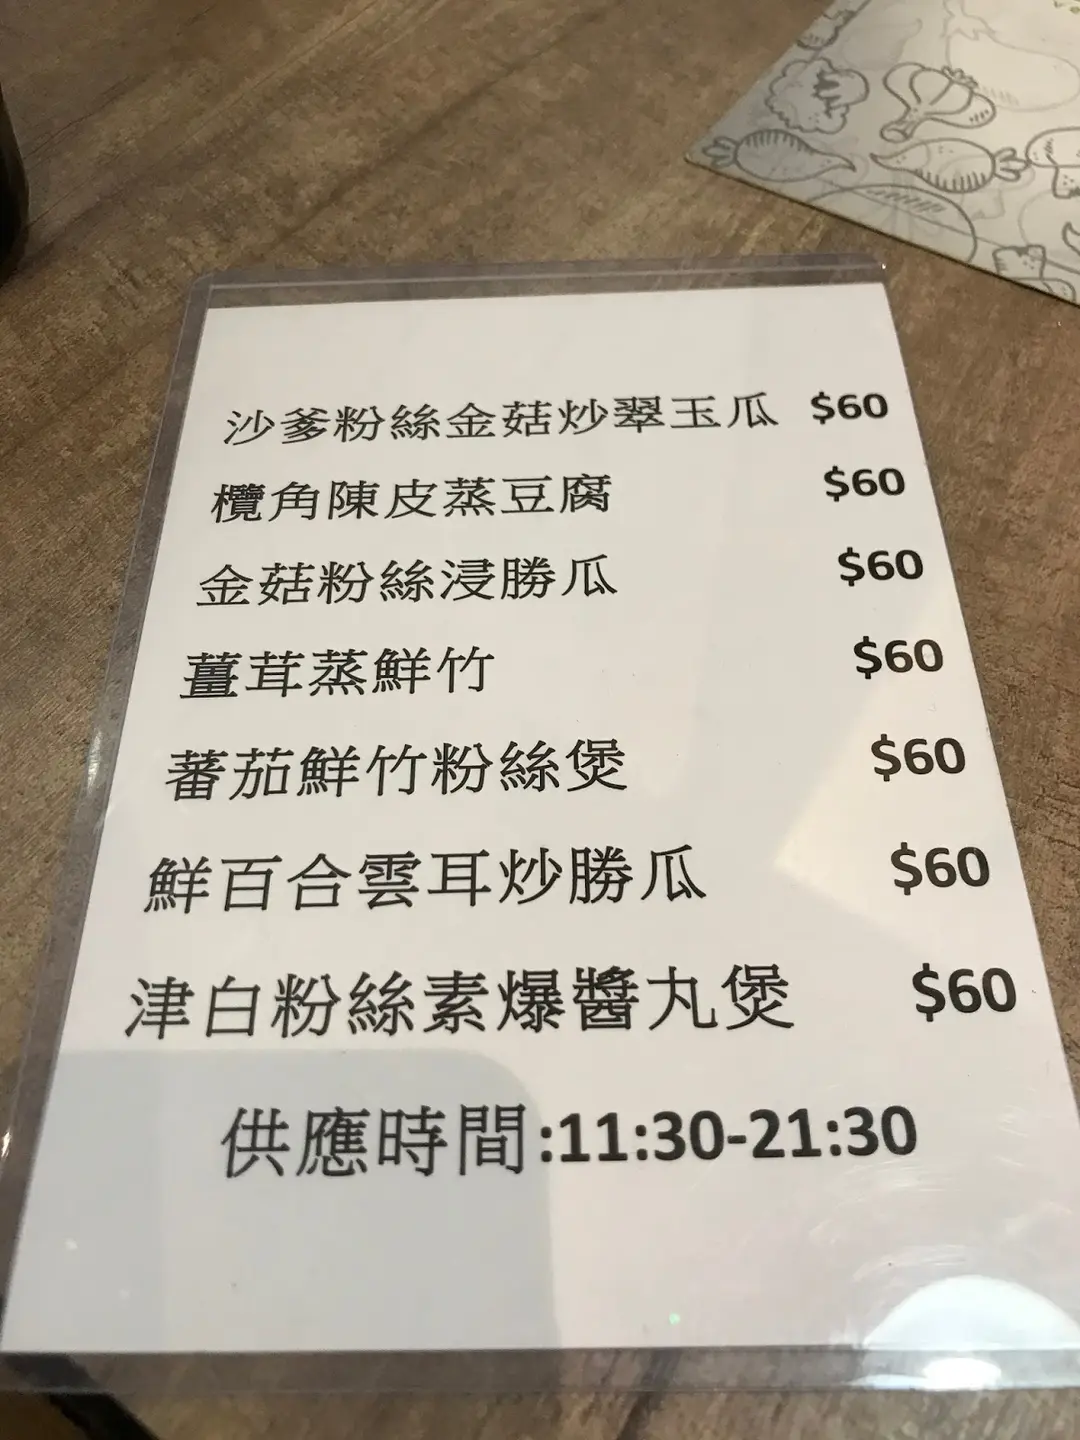 沙爹粉絲金菇炒翠玉瓜 $60
欖角陳皮蒸豆腐 $60
金菇粉絲浸勝瓜 $60
薑茸蒸鮮竹 $60
蕃茄鮮竹粉絲煲 $60
鮮百合雲耳炒勝瓜 $60
津白粉絲素爆醬丸煲 $60
供應時間:11:30-21:30